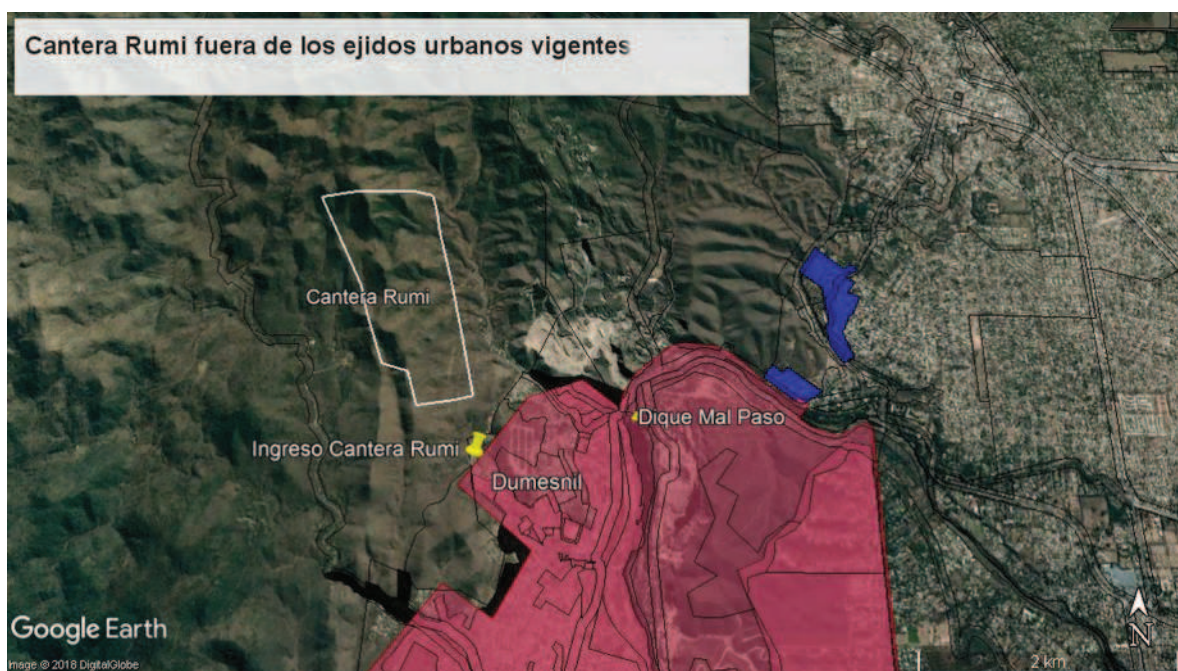 Cantera Rumi fuera de los ejidos urbanos vigentes
Cantera Rumi
Dique Mal Paso
Ingreso Cantera Rumi
Dumesnil
Google Earth
N
Image © 2018 DigitalGlobe
2 km